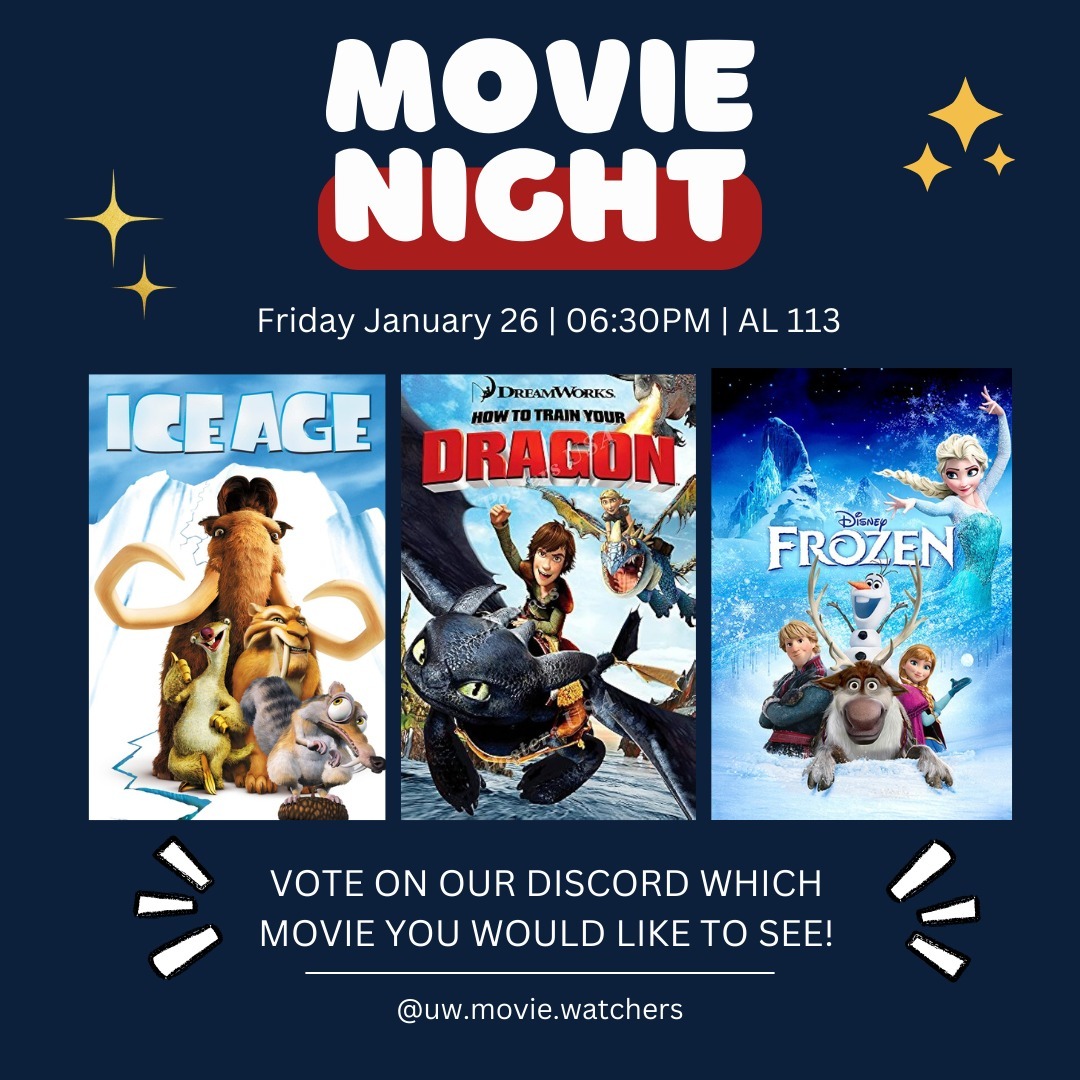 MOVIE
NIGHT
Friday January 26 | 06:30PM | AL 113
ICE AGE
DREAMWORKS
HOW TO TRAIN YOUR
DRAGON
DISNEY
FROZEN
VOTE ON OUR DISCORD WHICH
MOVIE YOU WOULD LIKE TO SEE!
@uw.movie.watchers